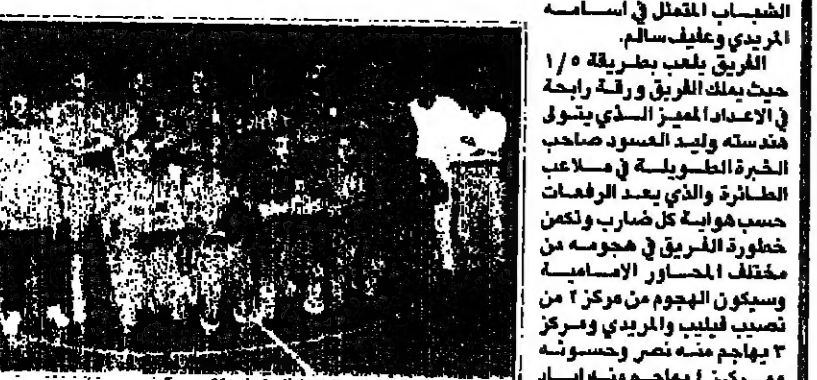 الشباب المتمثل في اسامه
المريدي وعليف سالم.
الفريق يلعب بطريقة ١/٥
حيث يملك الفريق ورقة رابحة
في الاعداد المميز الذي يتولى
هندسته وليد العسود صاحب
الخبرة الطويلة في ملاعب
الطائرة والذي يعد الرفعات
حسب هواية كل ضارب وتكمن
خطورة الفريق في هجومه من
مختلف المحاور الامامية
وسيكون الهجوم من مركز ٢ من
نصيب فيليب والمريدي ومركز
٣ يهاجم منه نصر وحسونه